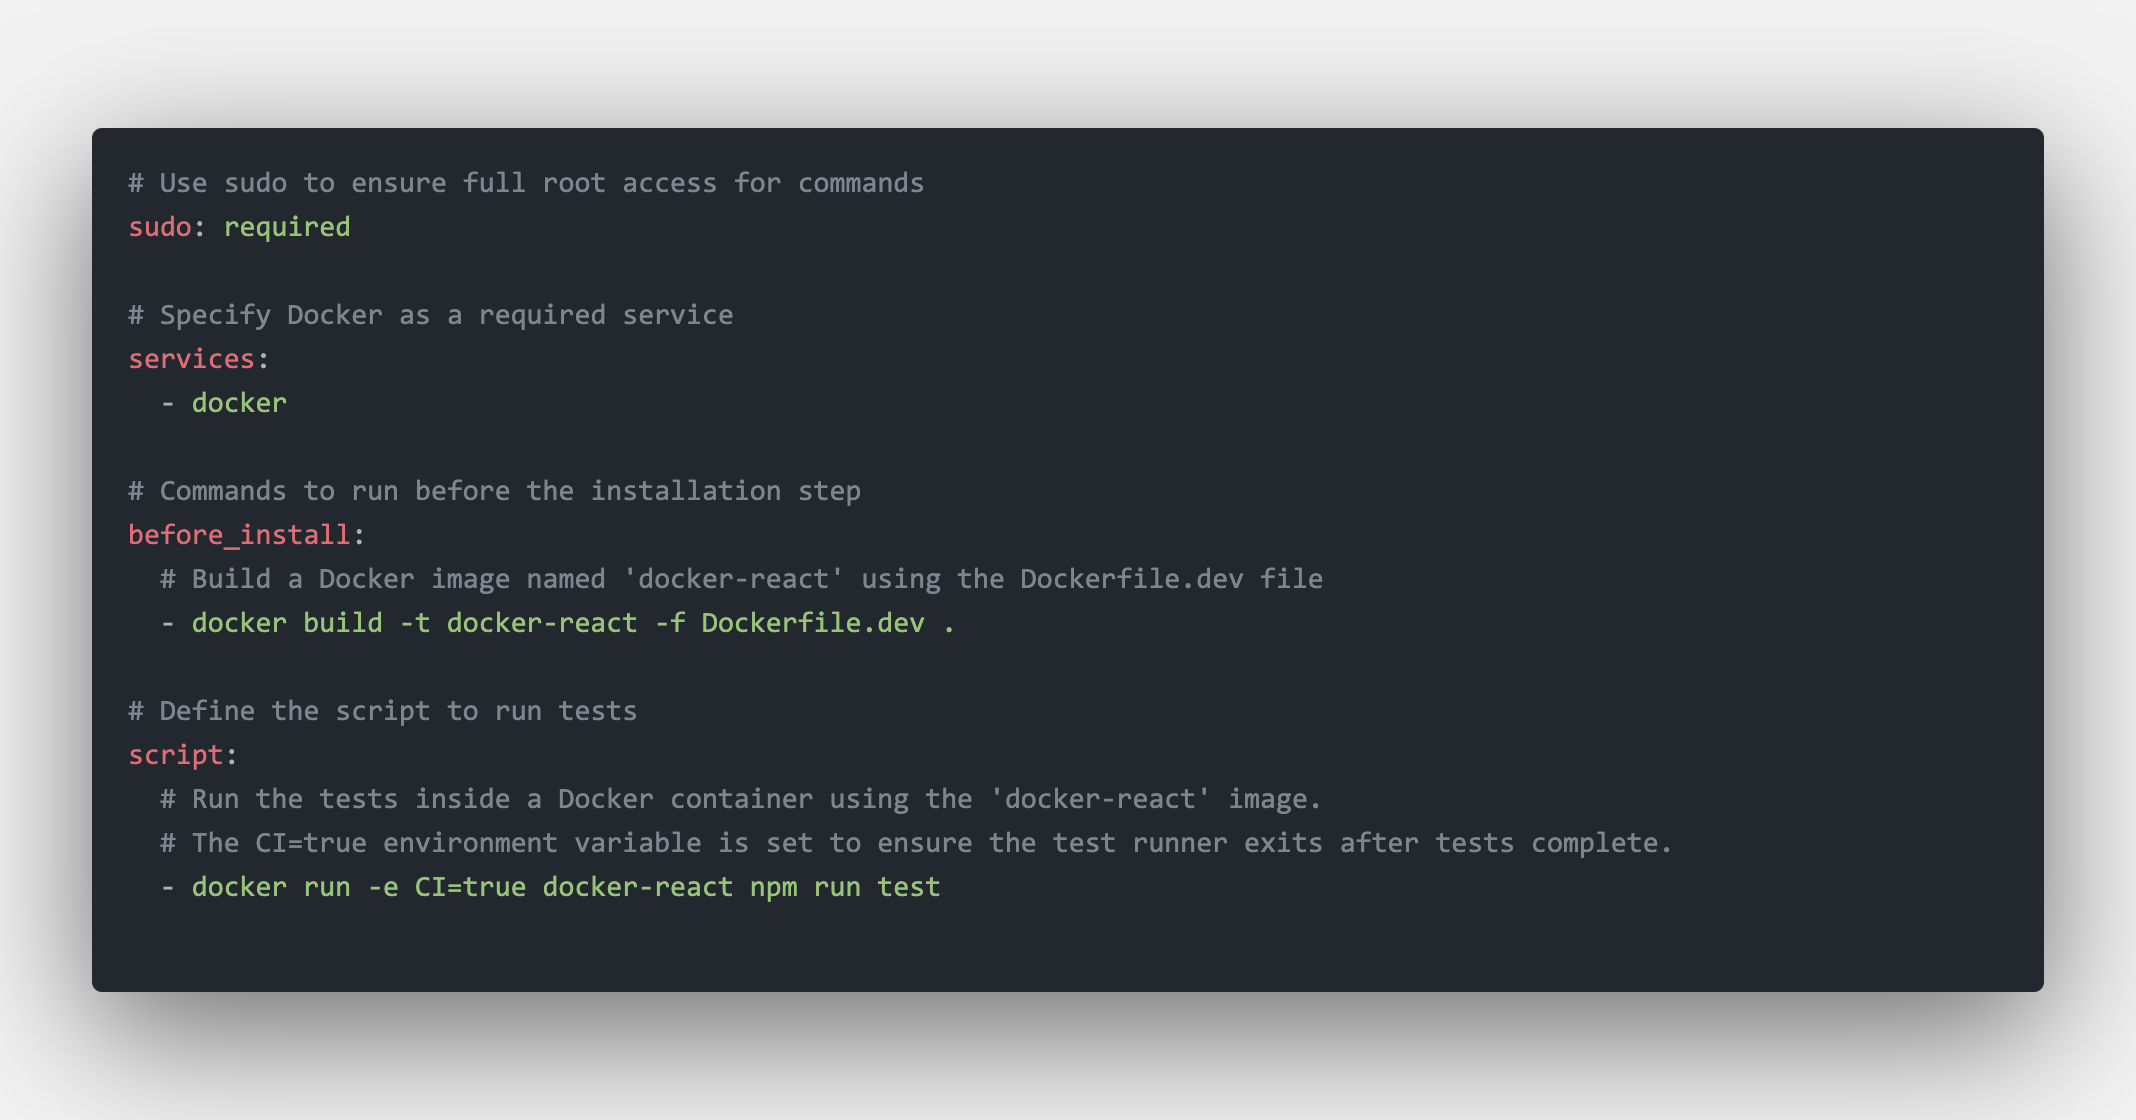 # Use sudo to ensure full root access for commands
sudo: required

# Specify Docker as a required service
services:
  - docker

# Commands to run before the installation step
before_install:
  # Build a Docker image named 'docker-react' using the Dockerfile.dev file
  - docker build -t docker-react -f Dockerfile.dev .

# Define the script to run tests
script:
  # Run the tests inside a Docker container using the 'docker-react' image.
  # The CI=true environment variable is set to ensure the test runner exits after tests complete.
  - docker run -e CI=true docker-react npm run test